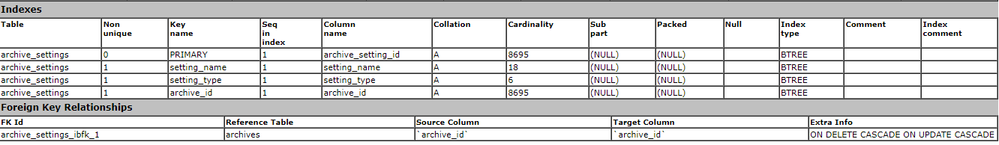 Indexes
Table Non unique Key name Seq in index Column name Collation Cardinality Sub part Packed Null Index type Comment Index comment
archive_settings 0 PRIMARY 1 archive_setting_id A 8695 (NULL) (NULL) BTREE
archive_settings 1 setting_name 1 setting_name A 18 (NULL) (NULL) BTREE
archive_settings 1 setting_type 1 setting_type A 6 (NULL) (NULL) BTREE
archive_settings 1 archive_id 1 archive_id A 8695 (NULL) (NULL) BTREE
Foreign Key Relationships
FK Id Reference Table Source Column Target Column Extra Info
archive_settings_ibfk_1 archives `archive_id` `archive_id` ON DELETE CASCADE ON UPDATE CASCADE